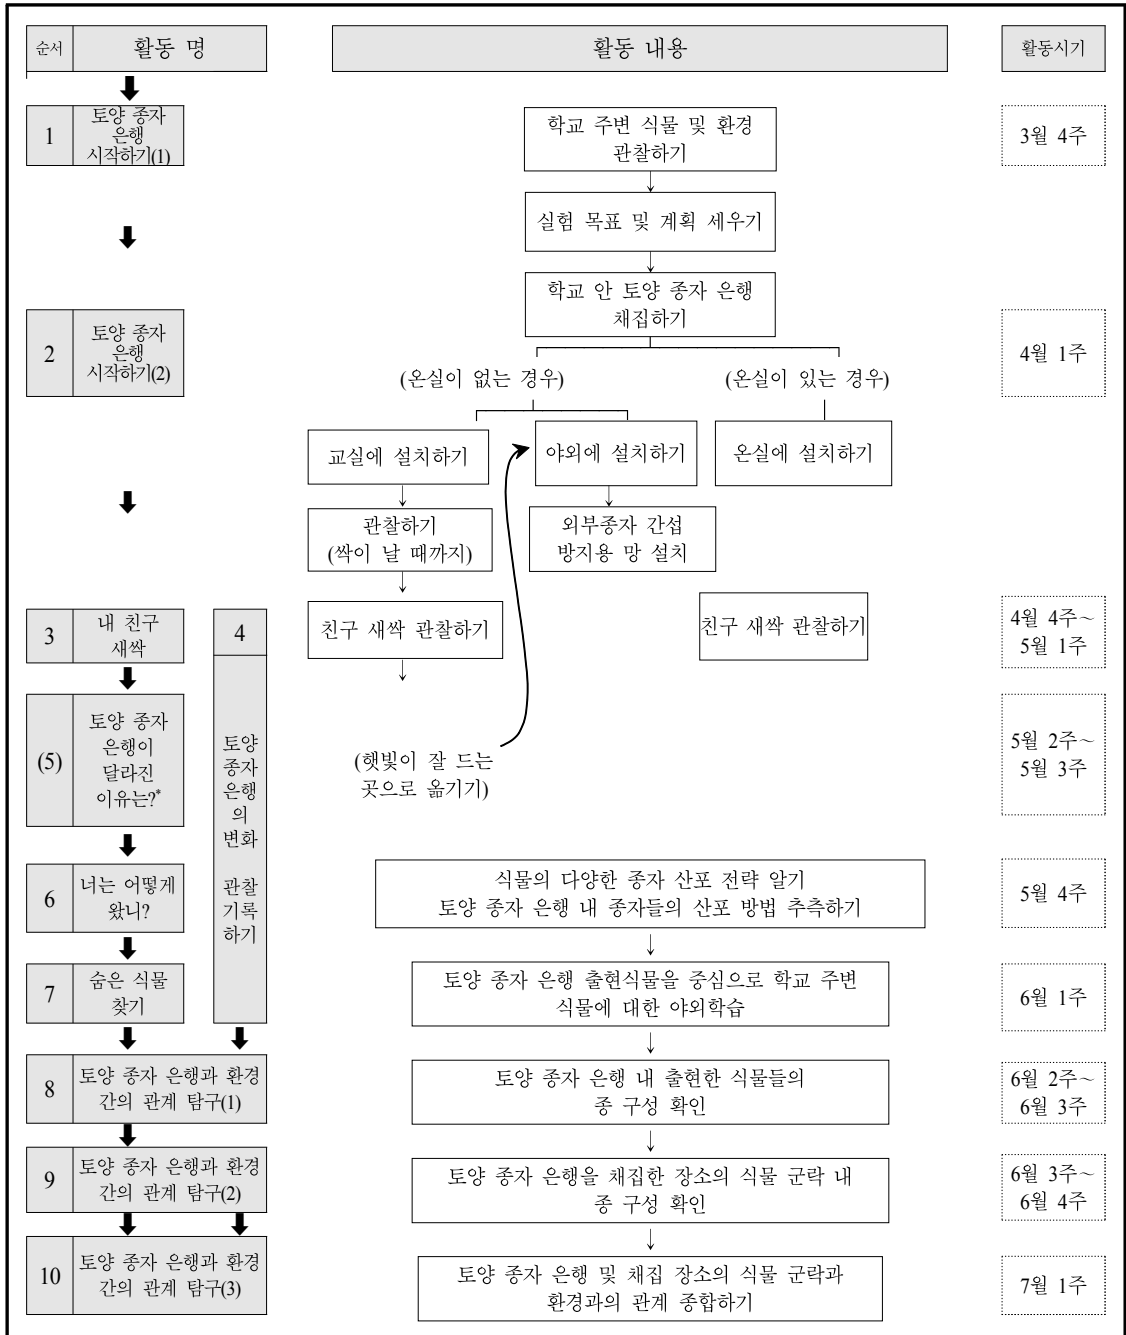 순서
활동 명
활동 내용
활동시기
1
토양 종자
은행
시작하기(1)
학교 주변 식물 및 환경
관찰하기
3월 4주
실험 목표 및 계획 세우기
학교 안 토양 종자 은행
채집하기
2
토양 종자
은행
시작하기(2)
4월 1주
(온실이 없는 경우)
(온실이 있는 경우)
교실에 설치하기
야외에 설치하기
온실에 설치하기
관찰하기
(싹이 날 때까지)
외부종자 간섭
방지용 망 설치
3
내 친구
새싹
4
토양
종자
은행의
변화
관찰
기록
하기
친구 새싹 관찰하기
친구 새싹 관찰하기
4월 4주~
5월 1주
(5)
토양 종자
은행이
달라진
이유는?*
(햇빛이 잘 드는
곳으로 옮기기)
5월 2주~
5월 3주
6
너는 어떻게
왔니?
식물의 다양한 종자 산포 전략 알기
토양 종자 은행 내 종자들의 산포 방법 추측하기
5월 4주
7
숨은 식물
찾기
토양 종자 은행 출현식물을 중심으로 학교 주변
식물에 대한 야외학습
6월 1주
8
토양 종자 은행과 환경
간의 관계 탐구(1)
토양 종자 은행 내 출현한 식물들의
종 구성 확인
6월 2주~
6월 3주
9
토양 종자 은행과 환경
간의 관계 탐구(2)
토양 종자 은행을 채집한 장소의 식물 군락 내
종 구성 확인
6월 3주~
6월 4주
10
토양 종자 은행과 환경
간의 관계 탐구(3)
토양 종자 은행 및 채집 장소의 식물 군락과
환경과의 관계 종합하기
7월 1주